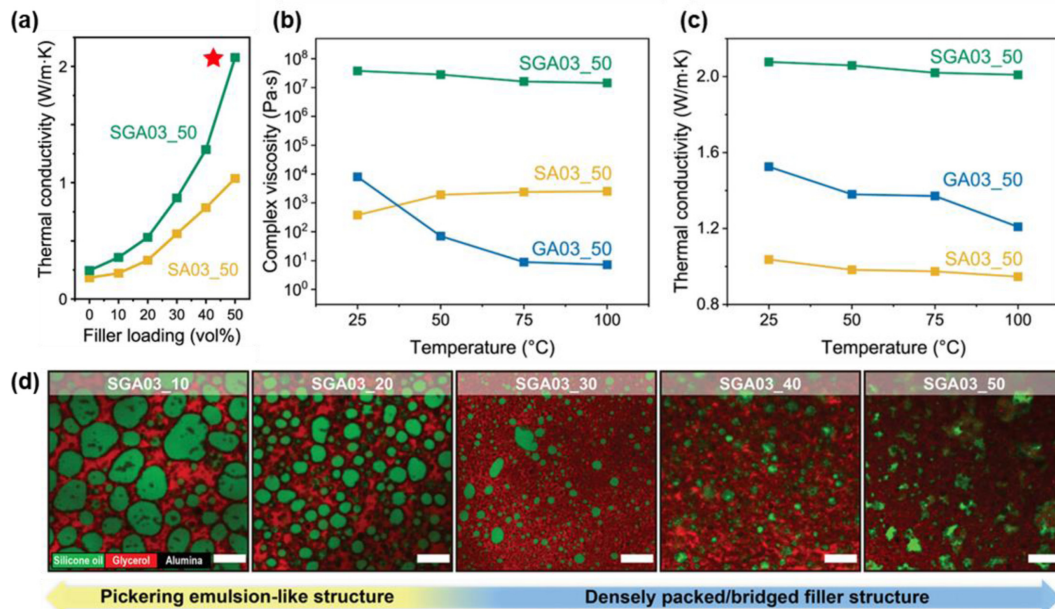 (a)
Thermal conductivity (W/m·K)
2
1
0
SGA03_50
SA03_50
0 10 20 30 40 50
Filler loading (vol%)
(b)
Complex viscosity (Pa·s)
10⁸
10⁷
10⁶
10⁵
10⁴
10³
10²
10¹
10⁰
SGA03_50
SA03_50
GA03_50
25 50 75 100
Temperature (°C)
(c)
Thermal conductivity (W/m·K)
2.0
1.6
1.2
0.8
SGA03_50
GA03_50
SA03_50
25 50 75 100
Temperature (°C)
(d)
SGA03_10 SGA03_20 SGA03_30 SGA03_40 SGA03_50
Silicone oil Glycerol Alumina
Pickering emulsion-like structure Densely packed/bridged filler structure